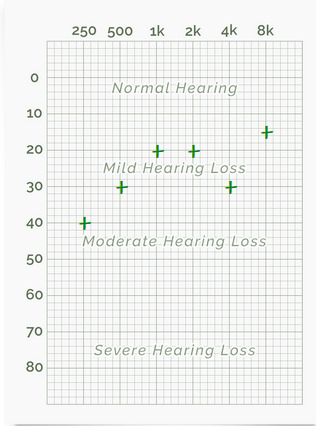 250 500 1k 2k 4k 8k
0
Normal Hearing
10
20
Mild Hearing Loss
30
40
Moderate Hearing Loss
50
60
70
Severe Hearing Loss
80